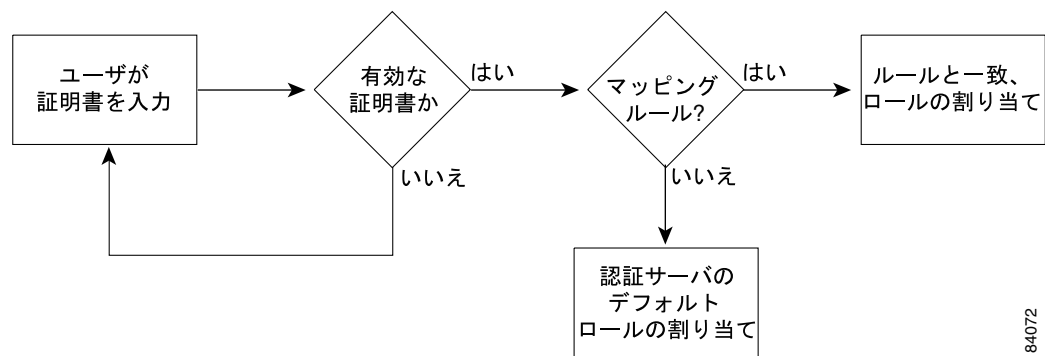 ユーザが
証明書を入力
有効な
証明書か
はい
いいえ
マッピング
ルール?
はい
いいえ
ルールと一致、
ロールの割り当て
認証サーバの
デフォルト
ロールの割り当て
84072